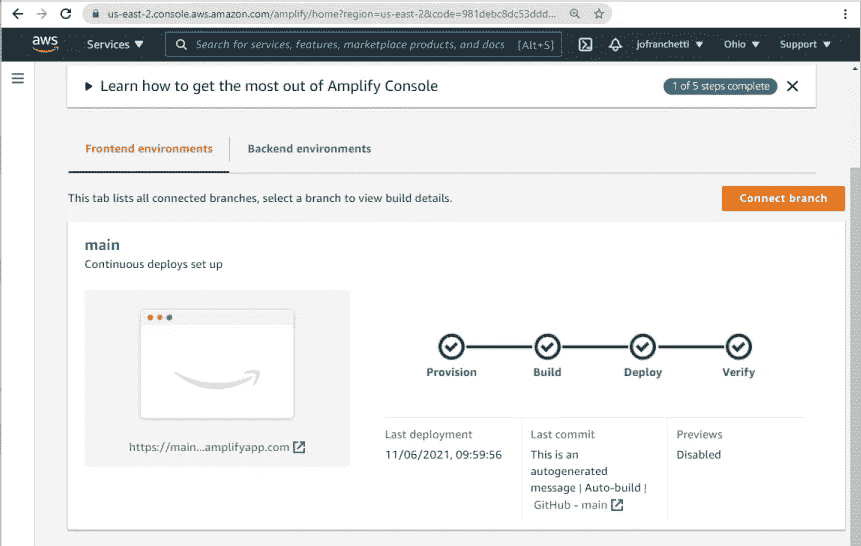 us-east-2.console.aws.amazon.com/amplify/home?region=us-east-2&code=981debc8dc53ddd...
aws Services Search for services, features, marketplace products, and docs [Alt+S] jofranchetti Ohio Support
Learn how to get the most out of Amplify Console 1 of 5 steps complete
Frontend environments Backend environments
This tab lists all connected branches, select a branch to view build details. Connect branch
main
Continuous deploys set up
Provision Build Deploy Verify
https://main...amplifyapp.com
Last deployment
11/06/2021, 09:59:56
Last commit
This is an
autogenerated
message | Auto-build |
GitHub - main
Previews
Disabled